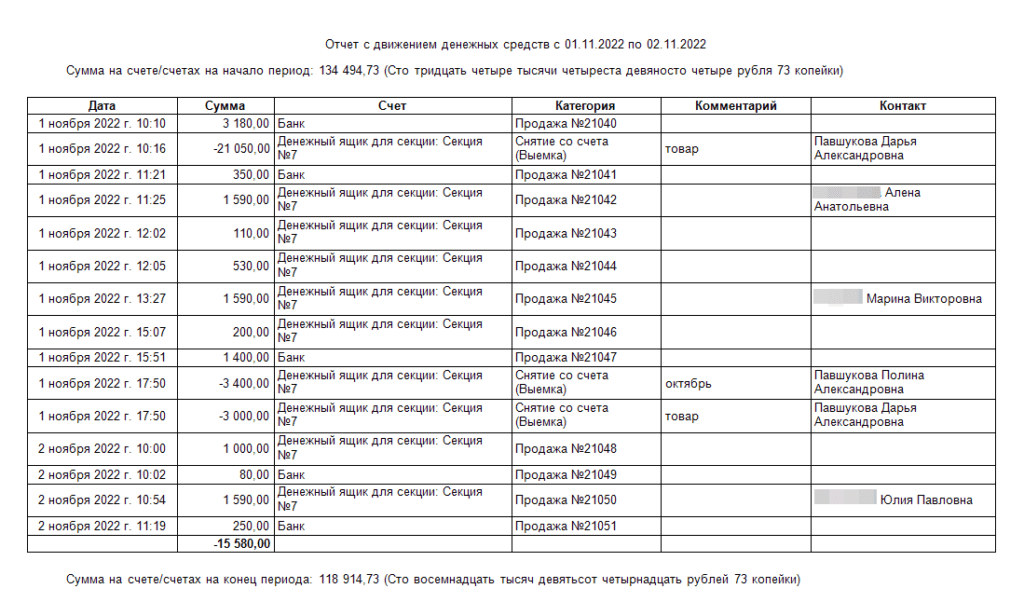 Отчет с движением денежных средств с 01.11.2022 по 02.11.2022
Сумма на счете/счетах на начало период: 134 494,73 (Сто тридцать четыре тысячи четыреста девяносто четыре рубля 73 копейки)
Дата Сумма Счет Категория Комментарий Контакт
1 ноября 2022 г. 10:10 3 180,00 Банк Продажа №21040
1 ноября 2022 г. 10:16 -21 050,00 Денежный ящик для секции: Секция №7 Снятие со счета (Выемка) товар Павшукова Дарья Александровна
1 ноября 2022 г. 11:21 350,00 Банк Продажа №21041
1 ноября 2022 г. 11:25 1 590,00 Денежный ящик для секции: Секция №7 Продажа №21042 , Алена Анатольевна
1 ноября 2022 г. 12:02 110,00 Денежный ящик для секции: Секция №7 Продажа №21043
1 ноября 2022 г. 12:05 530,00 Денежный ящик для секции: Секция №7 Продажа №21044
1 ноября 2022 г. 13:27 1 590,00 Денежный ящик для секции: Секция №7 Продажа №21045 Марина Викторовна
1 ноября 2022 г. 15:07 200,00 Денежный ящик для секции: Секция №7 Продажа №21046
1 ноября 2022 г. 15:51 1 400,00 Банк Продажа №21047
1 ноября 2022 г. 17:50 -3 400,00 Денежный ящик для секции: Секция №7 Снятие со счета (Выемка) октябрь Павшукова Полина Александровна
1 ноября 2022 г. 17:50 -3 000,00 Денежный ящик для секции: Секция №7 Снятие со счета (Выемка) товар Павшукова Дарья Александровна
2 ноября 2022 г. 10:00 1 000,00 Денежный ящик для секции: Секция №7 Продажа №21048
2 ноября 2022 г. 10:02 80,00 Банк Продажа №21049
2 ноября 2022 г. 10:54 1 590,00 Денежный ящик для секции: Секция №7 Продажа №21050 Юлия Павловна
2 ноября 2022 г. 11:19 250,00 Банк Продажа №21051
-15 580,00
Сумма на счете/счетах на конец периода: 118 914,73 (Сто восемнадцать тысяч девятьсот четырнадцать рублей 73 копейки)